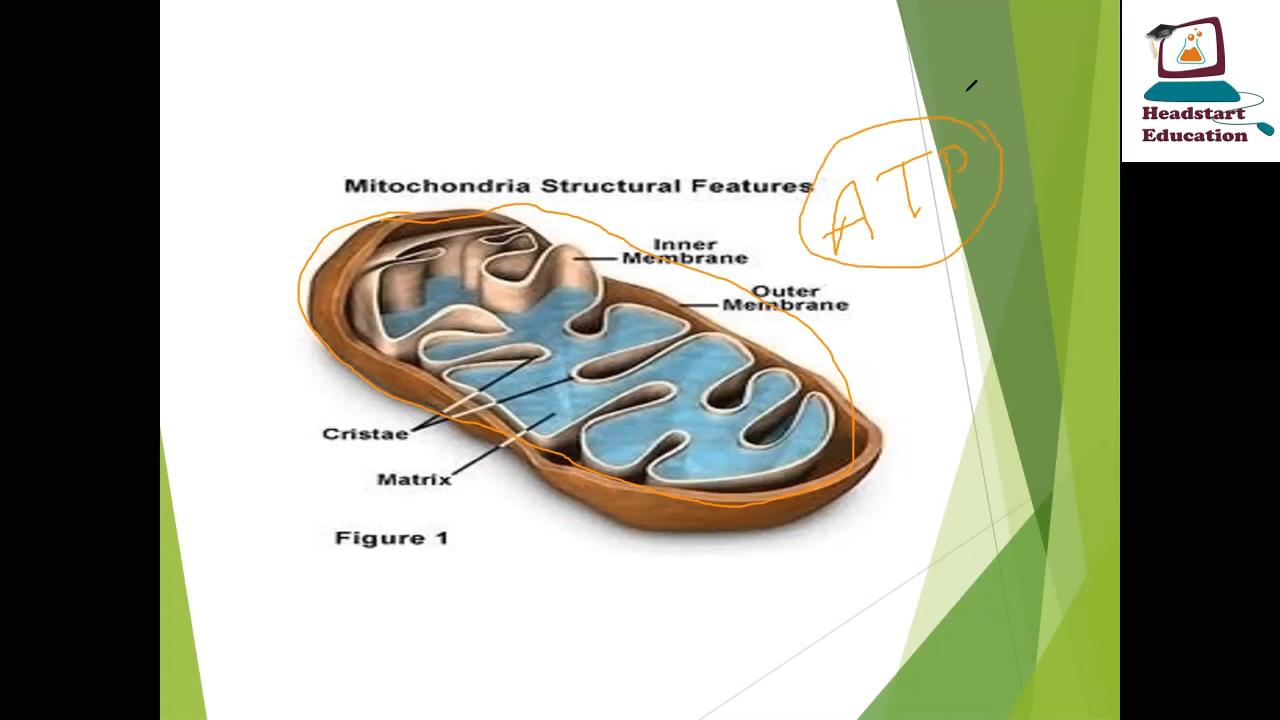 Headstart
Education
ATP
Mitochondria Structural Features
Inner
Membrane
Outer
Membrane
Cristae
Matrix
Figure 1